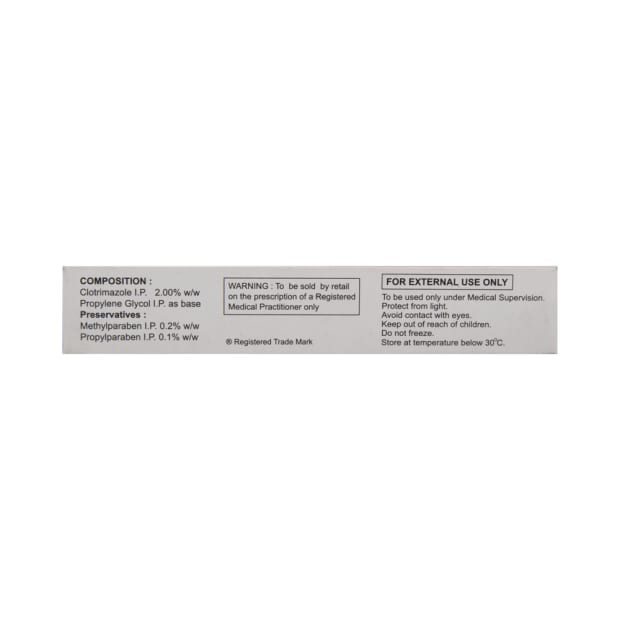 COMPOSITION :
Clotrimazole I.P. 2.00% w/w
Propylene Glycol I.P. as base
Preservatives :
Methylparaben I.P. 0.2% w/w
Propylparaben I.P. 0.1% w/w
WARNING : To be sold by retail
on the prescription of a Registered
Medical Practitioner only
® Registered Trade Mark
FOR EXTERNAL USE ONLY
To be used only under Medical Supervision.
Protect from light.
Avoid contact with eyes.
Keep out of reach of children.
Do not freeze.
Store at temperature below 30°C.